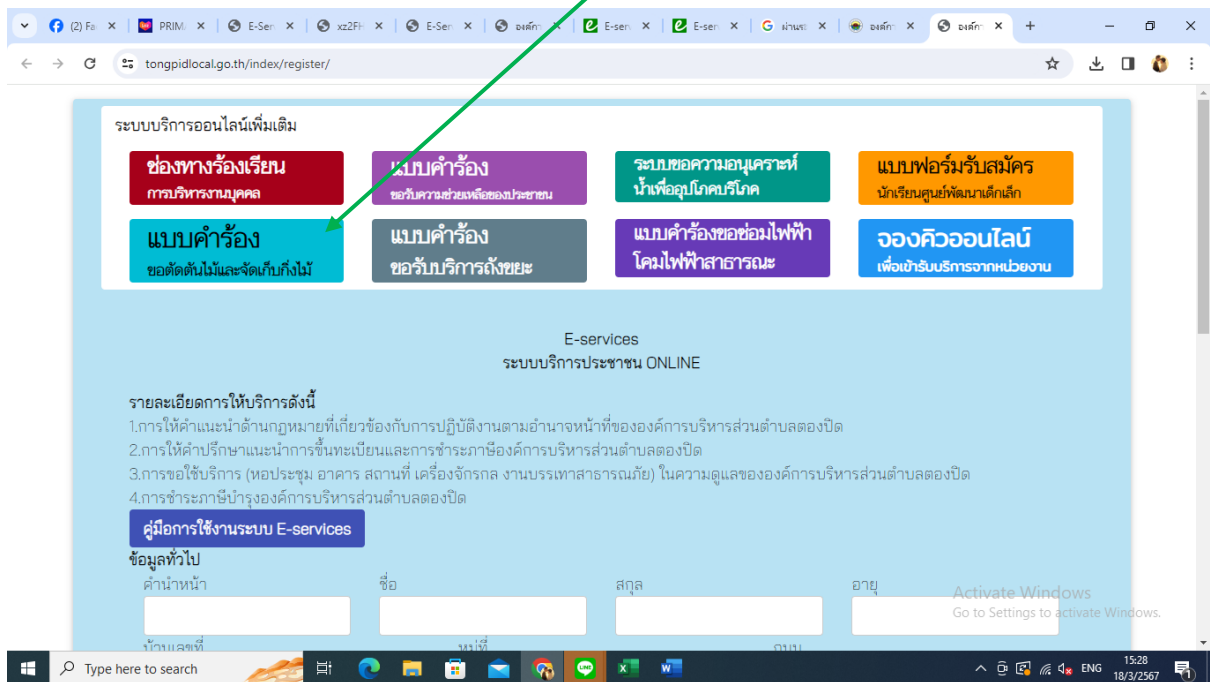 (2) Fa
PRIM
E-Ser
xz2FH
E-Ser
องค์กา
E-ser
E-ser
ผ่านระ
องค์กา
องค์กา
tongpidlocal.go.th/index/register/
ระบบบริการออนไลน์เพิ่มเติม
ช่องทางร้องเรียน
การบริหารงานบุคคล
แบบคำร้อง
ขอรับความช่วยเหลือของประชาชน
ระบบขอความอนุเคราะห์
น้ำเพื่ออุปโภคบริโภค
แบบฟอร์มรับสมัคร
นักเรียนศูนย์พัฒนาเด็กเล็ก
แบบคำร้อง
ขอตัดต้นไม้และจัดเก็บกิ่งไม้
แบบคำร้อง
ขอรับบริการถังขยะ
แบบคำร้องขอซ่อมไฟฟ้า
โคมไฟฟ้าสาธารณะ
จองคิวออนไลน์
เพื่อเข้ารับบริการจากหน่วยงาน
E-services
ระบบบริการประชาชน ONLINE
รายละเอียดการให้บริการดังนี้
1.การให้คำแนะนำด้านกฎหมายที่เกี่ยวข้องกับการปฏิบัติงานตามอำนาจหน้าที่ขององค์การบริหารส่วนตำบลตองปิด
2.การให้คำปรึกษาแนะนำการขึ้นทะเบียนและการชำระภาษีองค์การบริหารส่วนตำบลตองปิด
3.การขอใช้บริการ (หอประชุม อาคาร สถานที่ เครื่องจักรกล งานบรรเทาสาธารณภัย) ในความดูแลขององค์การบริหารส่วนตำบลตองปิด
4.การชำระภาษีบำรุงองค์การบริหารส่วนตำบลตองปิด
คู่มือการใช้งานระบบ E-services
ข้อมูลทั่วไป
คำนำหน้า ชื่อ สกุล อายุ
Activate Windows
Go to Settings to activate Windows.
บ้านเลขที่ หมู่ที่ ถนน
Type here to search
ENG
15:28
18/3/2567